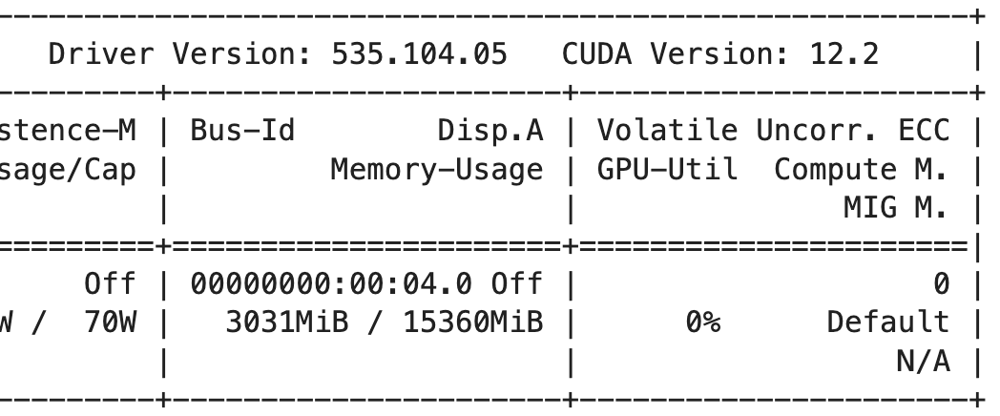 Driver Version: 535.104.05 CUDA Version: 12.2 |
stence-M | Bus-Id Disp.A | Volatile Uncorr. ECC |
sage/Cap | Memory-Usage | GPU-Util Compute M. |
| | MIG M. |
Off | 00000000:00:04.0 Off | 0 |
W / 70W | 3031MiB / 15360MiB | 0% Default |
| | N/A |